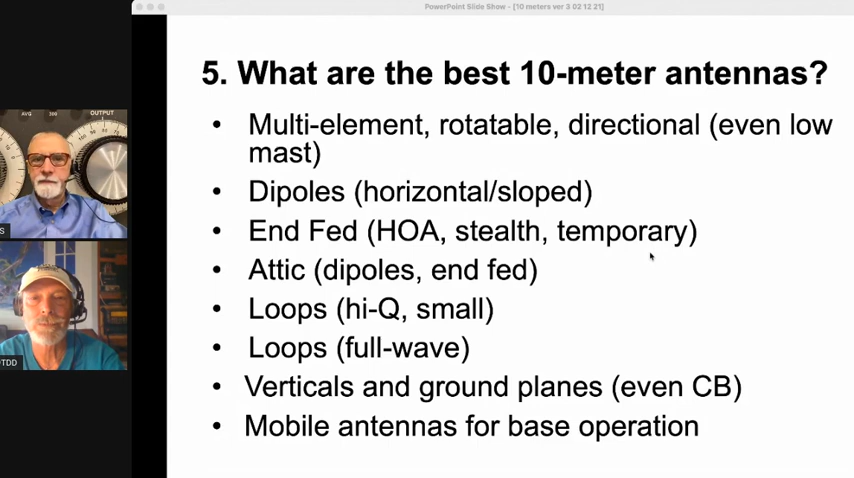 PowerPoint Slide Show - [10 meters ver 3 02 12 21]
5. What are the best 10-meter antennas?
• Multi-element, rotatable, directional (even low
mast)
• Dipoles (horizontal/sloped)
• End Fed (HOA, stealth, temporary)
• Attic (dipoles, end fed)
• Loops (hi-Q, small)
• Loops (full-wave)
• Verticals and ground planes (even CB)
• Mobile antennas for base operation
AVG 300 OUTPUT
S
TDD